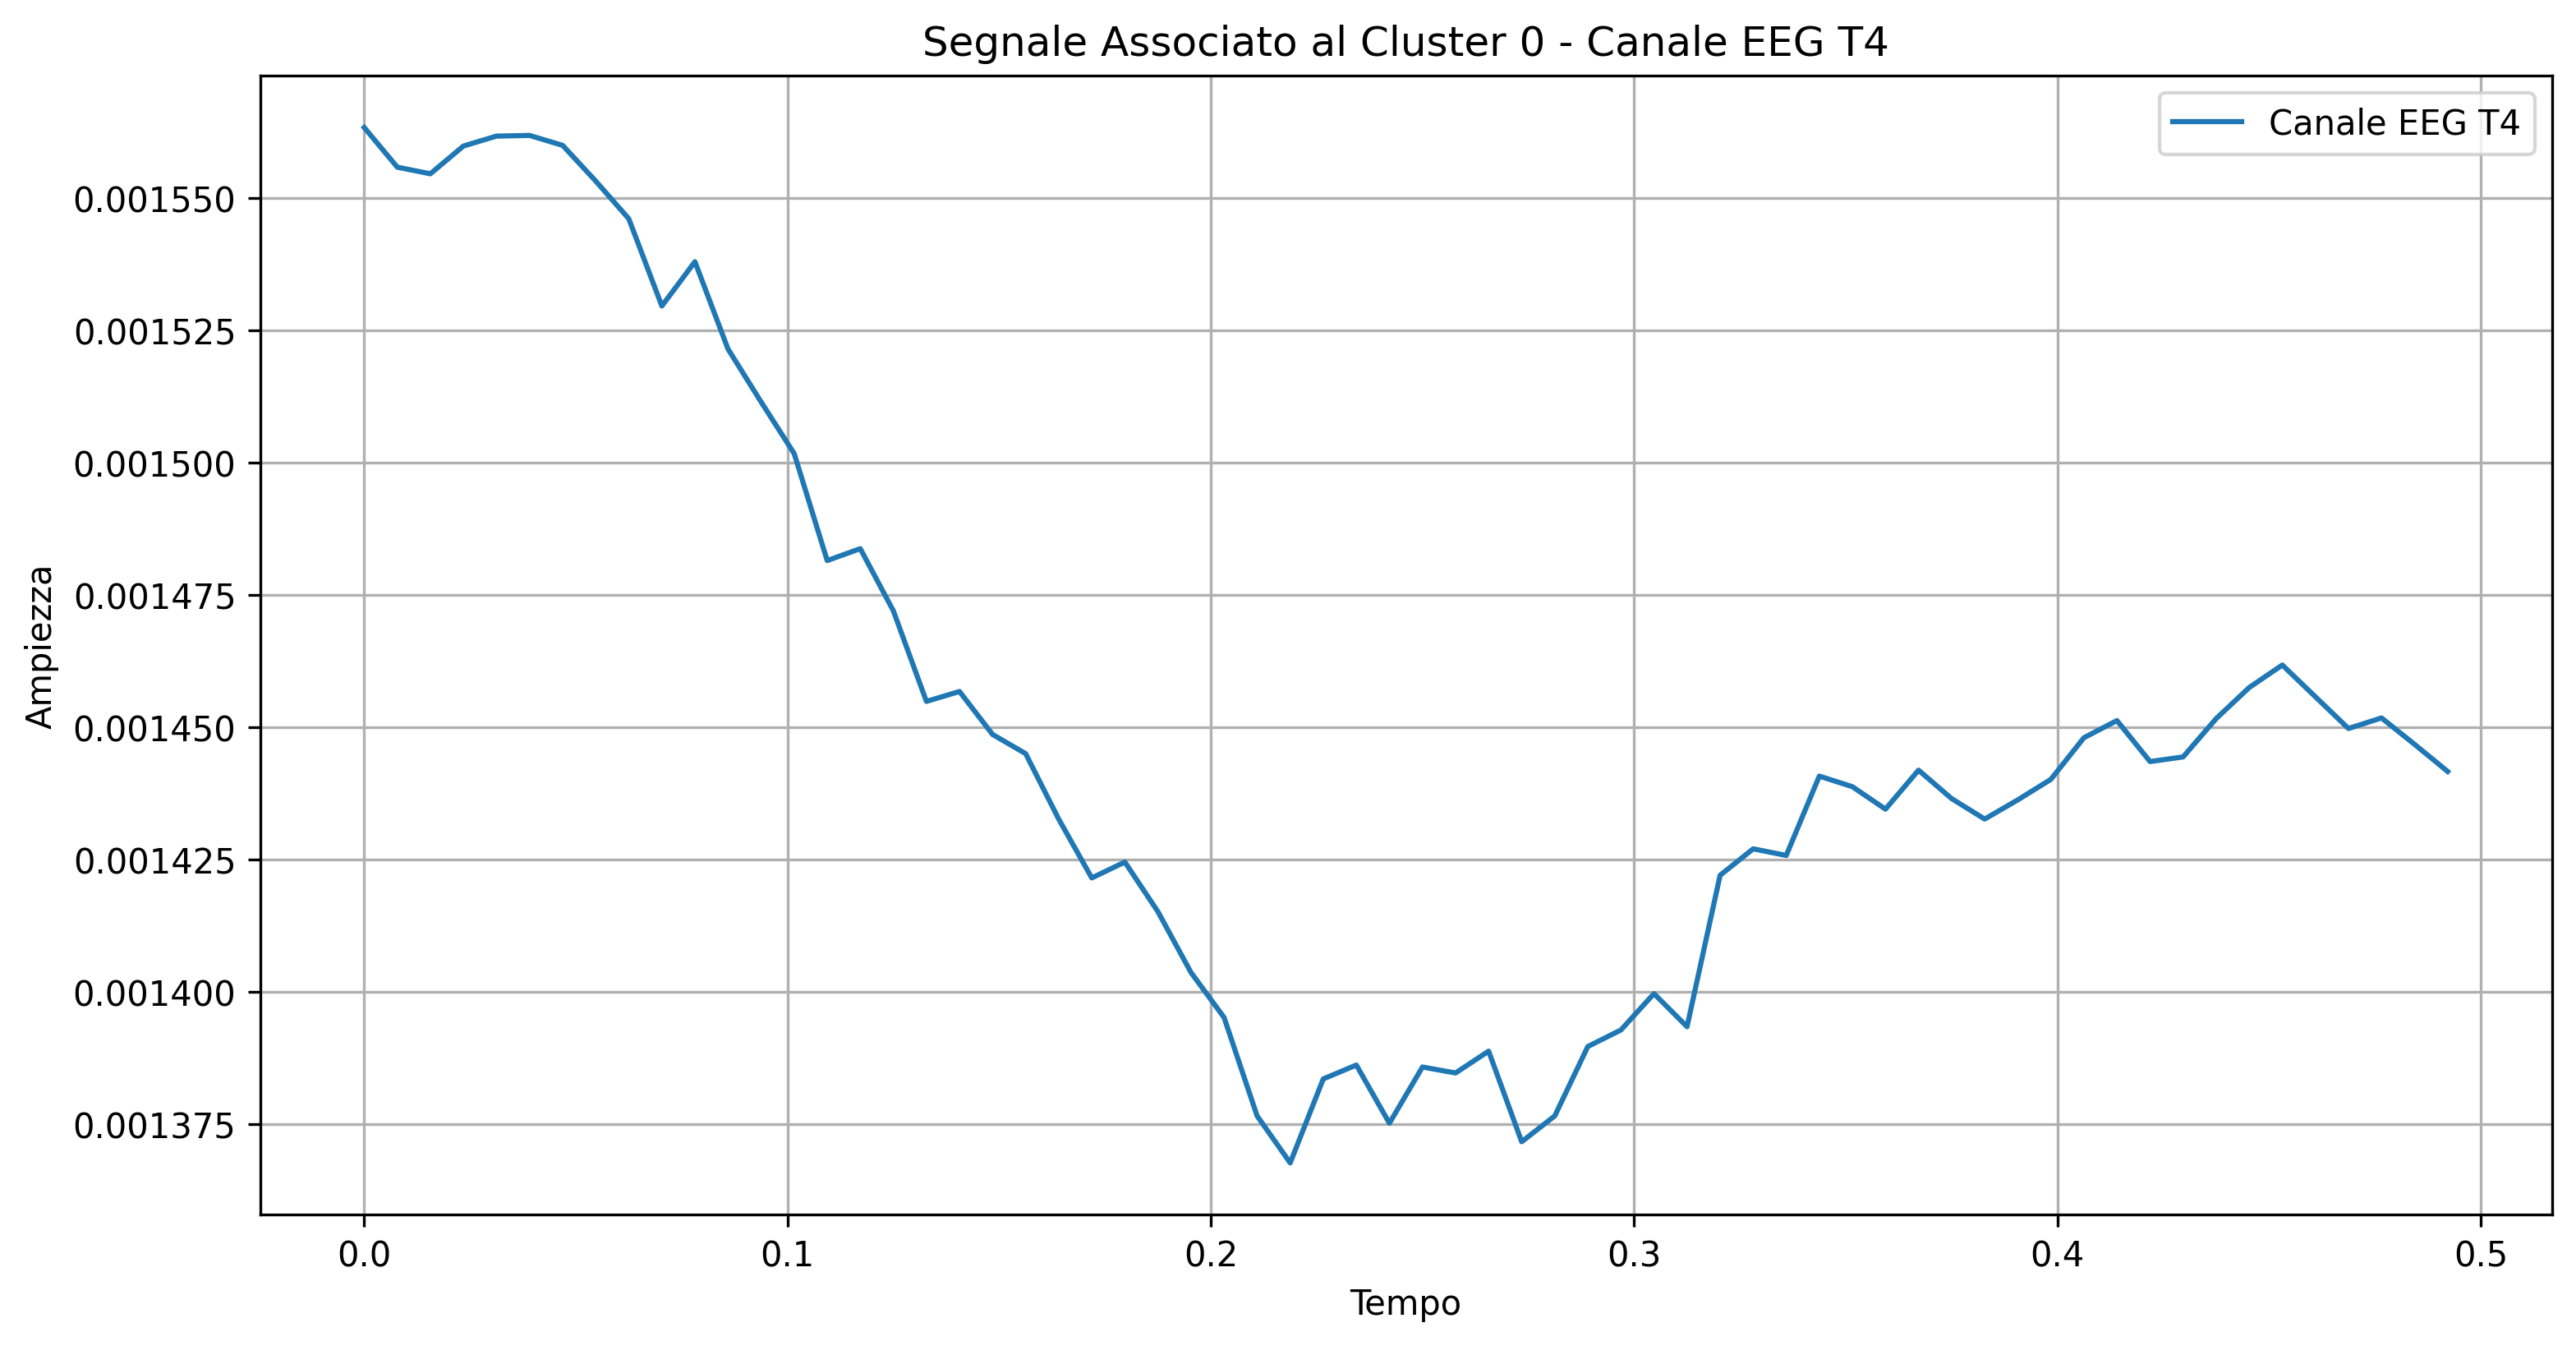 Segnale Associato al Cluster 0 - Canale EEG T4
Canale EEG T4
0.001550
0.001525
0.001500
0.001475
0.001450
0.001425
0.001400
0.001375
Ampiezza
0.0 0.1 0.2 0.3 0.4 0.5
Tempo